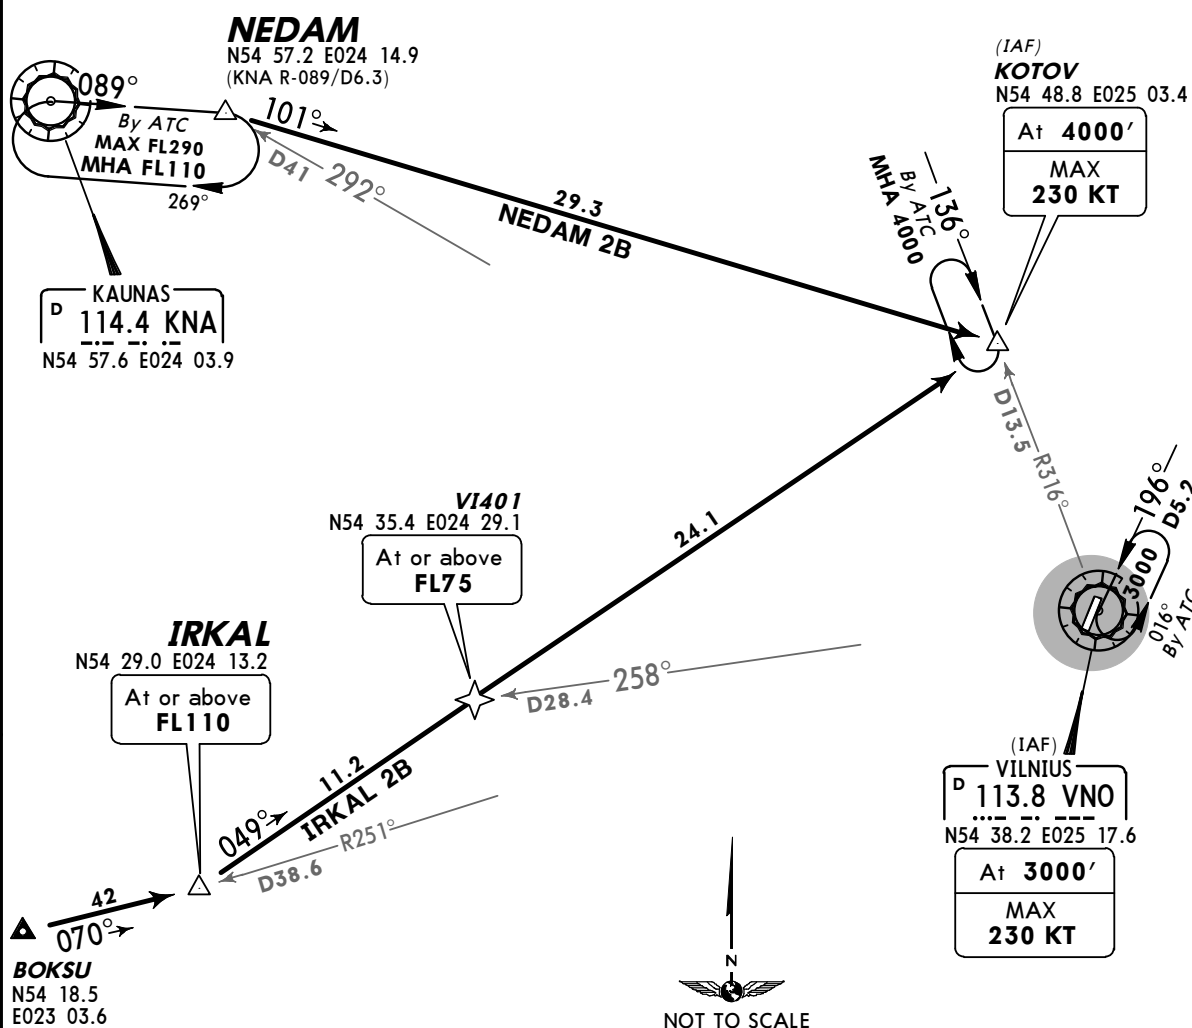 NEDAM
N54 57.2 E024 14.9
(KNA R-089/D6.3)
089°
By ATC
MAX FL290
MHA FL110
269°
101°
D41 292°
29.3
NEDAM 2B
KAUNAS
D 114.4 KNA
N54 57.6 E024 03.9
(IAF)
KOTOV
N54 48.8 E025 03.4
At 4000'
MAX
230 KT
136°
By ATC
MHA 4000
D13.5 R316°
196°
D5.2
3000
016°
By ATC
VI401
N54 35.4 E024 29.1
At or above
FL75
24.1
D28.4 258°
IRKAL
N54 29.0 E024 13.2
At or above
FL110
11.2
049°
IRKAL 2B
D38.6 R251°
42
070°
BOKSU
N54 18.5
E023 03.6
(IAF)
VILNIUS
D 113.8 VNO
N54 38.2 E025 17.6
At 3000'
MAX
230 KT
N
NOT TO SCALE